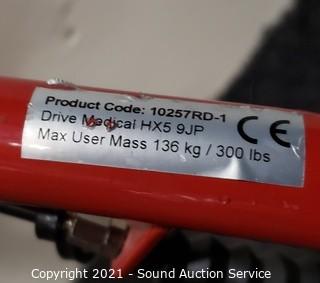 Product Code: 10257RD-1
Drive Medical HX5 9JP
Max User Mass 136 kg / 300 lbs
CE
Copyright 2021 - Sound Auction Service